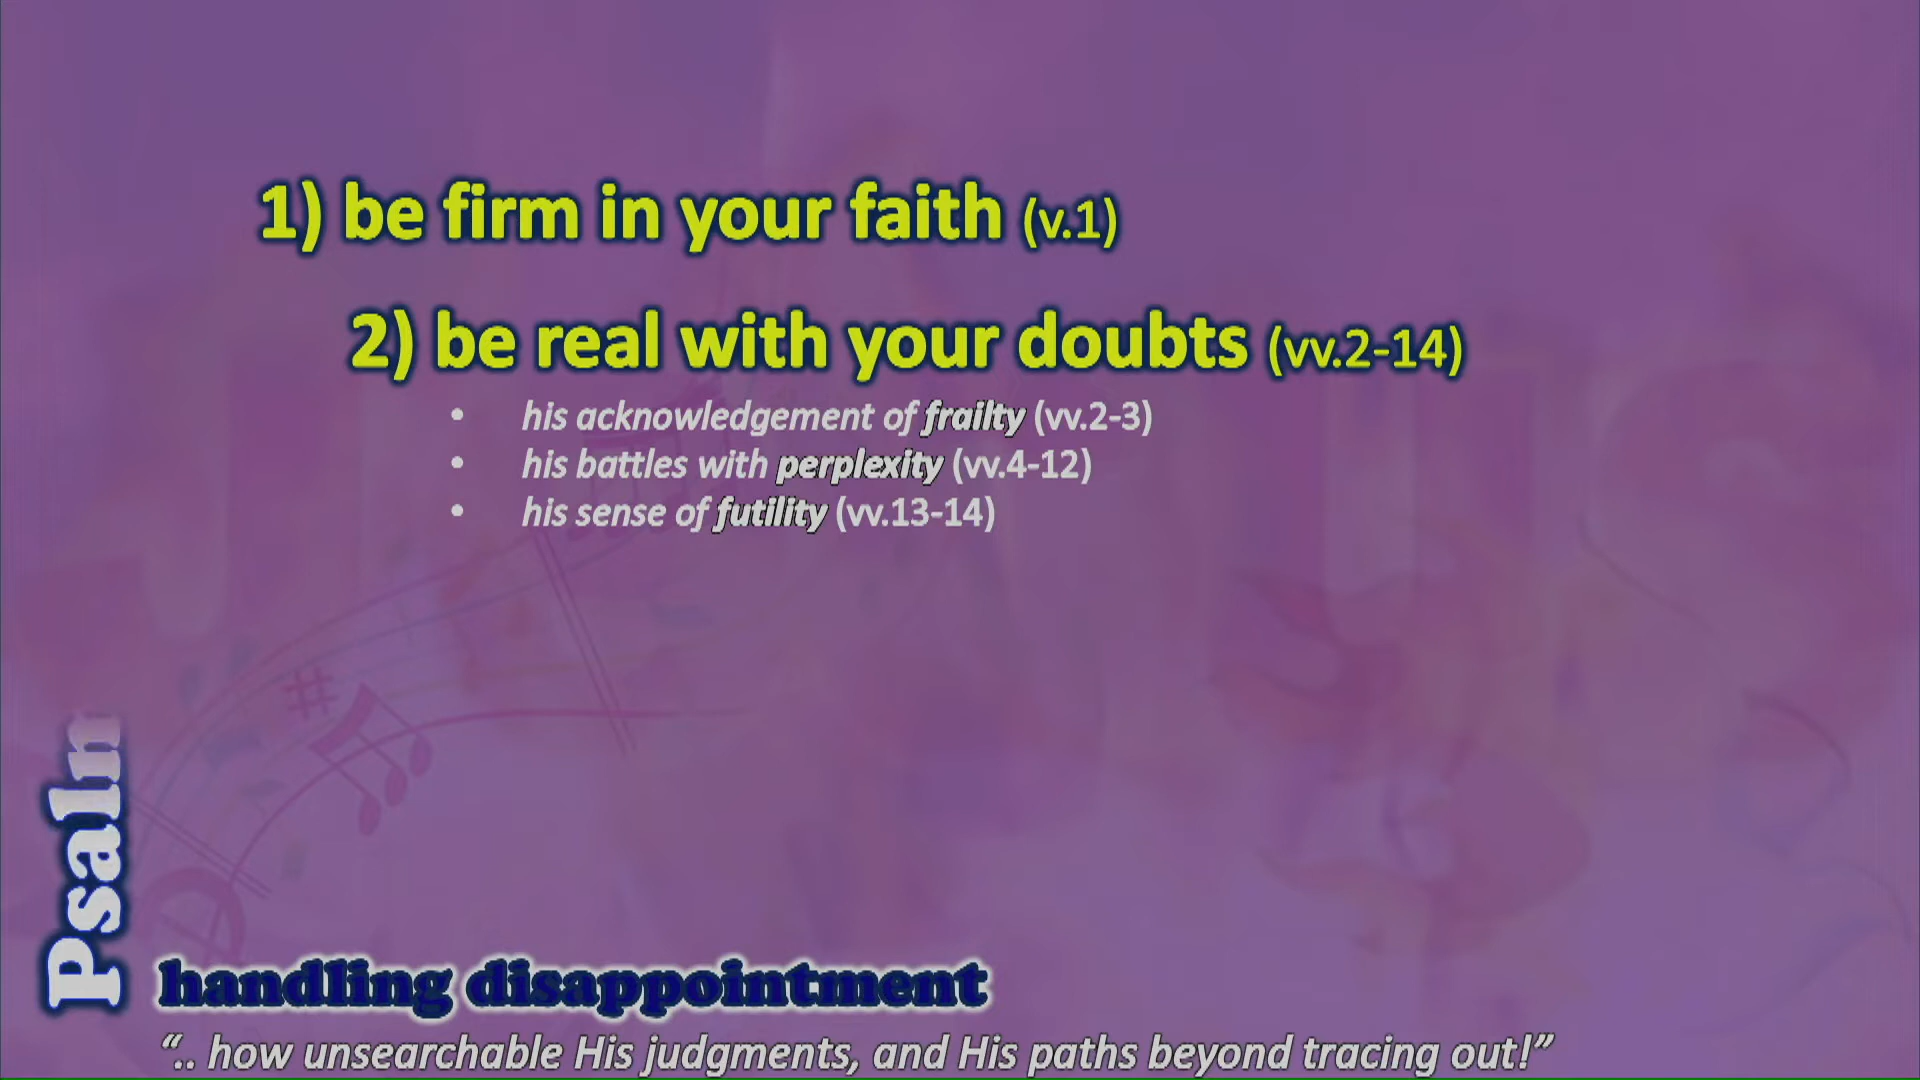 1) be firm in your faith (v.1)
2) be real with your doubts (vv.2-14)
• his acknowledgement of frailty (vv.2-3)
• his battles with perplexity (vv.4-12)
• his sense of futility (vv.13-14)
Psalm
handling disappointment
“.. how unsearchable His judgments, and His paths beyond tracing out!”